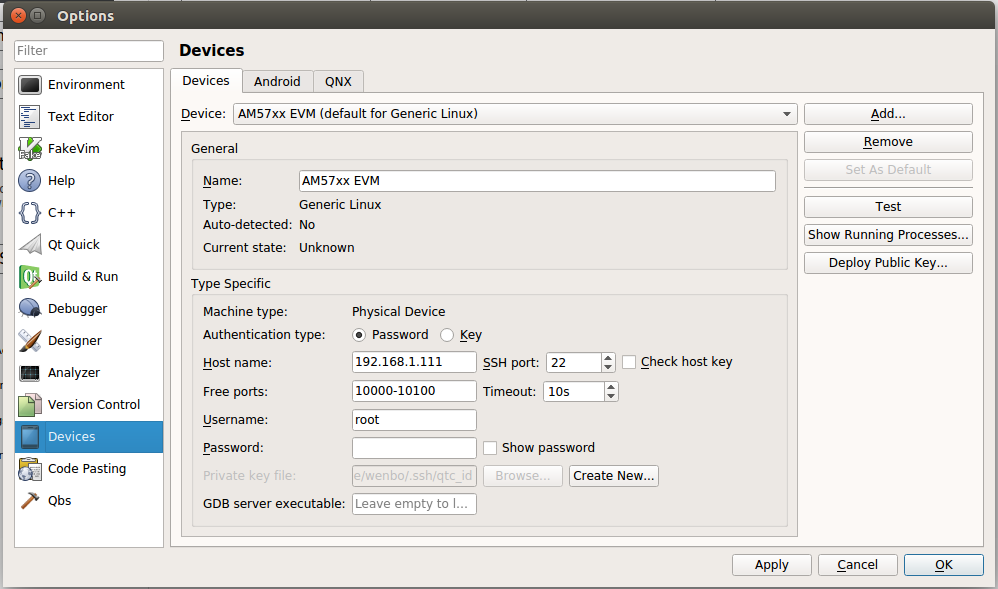 Options
Filter
Environment
Text Editor
FakeVim
Help
C++
Qt Quick
Build & Run
Debugger
Designer
Analyzer
Version Control
Devices
Code Pasting
Qbs
Devices
Devices Android QNX
Device: AM57xx EVM (default for Generic Linux)
General
Name: AM57xx EVM
Type: Generic Linux
Auto-detected: No
Current state: Unknown
Type Specific
Machine type: Physical Device
Authentication type: Password Key
Host name: 192.168.1.111 SSH port: 22 Check host key
Free ports: 10000-10100 Timeout: 10s
Username: root
Password: Show password
Private key file: e/wenbo/.ssh/qtc_id Browse... Create New...
GDB server executable: Leave empty to l...
Add...
Remove
Set As Default
Test
Show Running Processes...
Deploy Public Key...
Apply Cancel OK